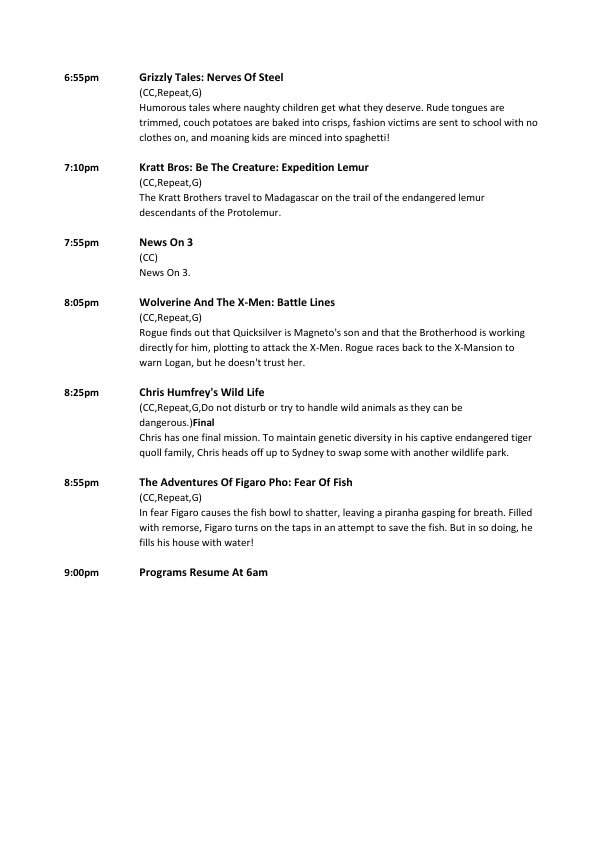 6:55pm Grizzly Tales: Nerves Of Steel
(CC,Repeat,G)
Humorous tales where naughty children get what they deserve. Rude tongues are
trimmed, couch potatoes are baked into crisps, fashion victims are sent to school with no
clothes on, and moaning kids are minced into spaghetti!
7:10pm Kratt Bros: Be The Creature: Expedition Lemur
(CC,Repeat,G)
The Kratt Brothers travel to Madagascar on the trail of the endangered lemur
descendants of the Protolemur.
7:55pm News On 3
(CC)
News On 3.
8:05pm Wolverine And The X-Men: Battle Lines
(CC,Repeat,G)
Rogue finds out that Quicksilver is Magneto's son and that the Brotherhood is working
directly for him, plotting to attack the X-Men. Rogue races back to the X-Mansion to
warn Logan, but he doesn't trust her.
8:25pm Chris Humfrey's Wild Life
(CC,Repeat,G,Do not disturb or try to handle wild animals as they can be
dangerous.)Final
Chris has one final mission. To maintain genetic diversity in his captive endangered tiger
quoll family, Chris heads off up to Sydney to swap some with another wildlife park.
8:55pm The Adventures Of Figaro Pho: Fear Of Fish
(CC,Repeat,G)
In fear Figaro causes the fish bowl to shatter, leaving a piranha gasping for breath. Filled
with remorse, Figaro turns on the taps in an attempt to save the fish. But in so doing, he
fills his house with water!
9:00pm Programs Resume At 6am